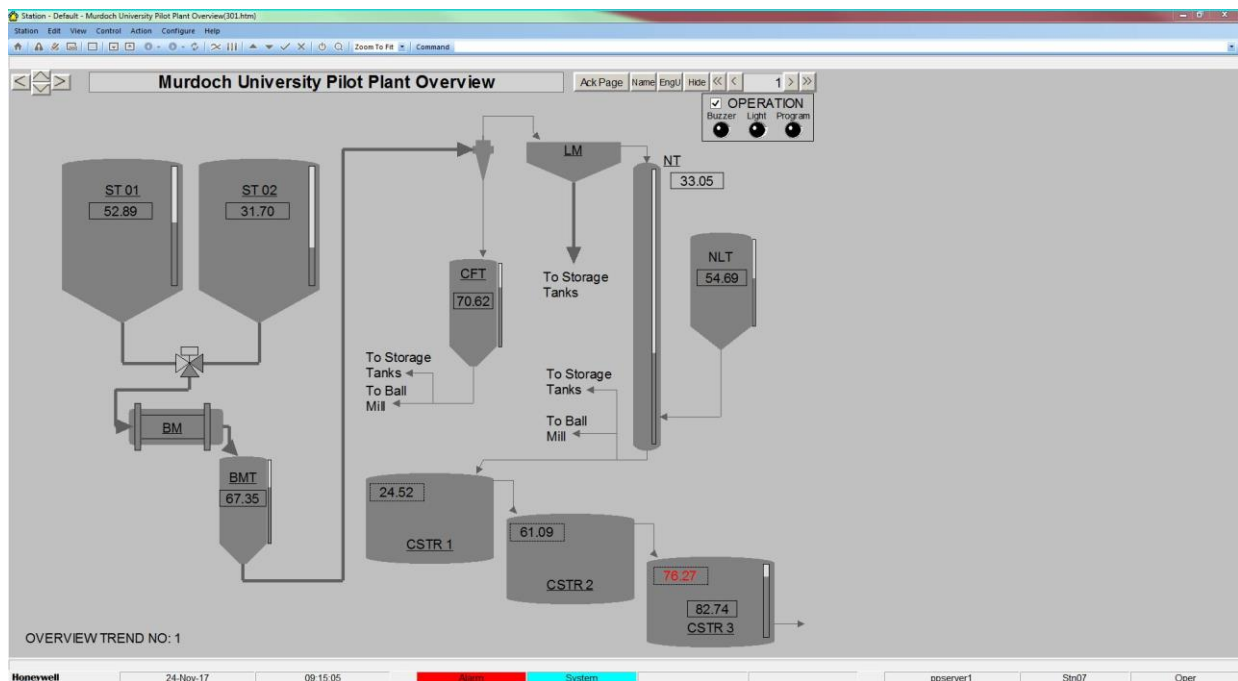 Station - Default - Murdoch University Pilot Plant Overview(301.htm)
Station Edit View Control Action Configure Help
Zoom To Fit Command
Murdoch University Pilot Plant Overview
Ack Page Name EngU Hide << < 1 > >>
OPERATION
Buzzer Light Program
LM
NT
33.05
ST 01
52.89
ST 02
31.70
CFT
70.62
To Storage
Tanks
NLT
54.69
To Storage
Tanks
To Ball
Mill
To Storage
Tanks
To Ball
Mill
BM
BMT
67.35
24.52
CSTR 1
61.09
CSTR 2
76.27
82.74
CSTR 3
OVERVIEW TREND NO: 1
Honeywell 24-Nov-17 09:15:05 Alarm System ppserver1 Stn07 Oper